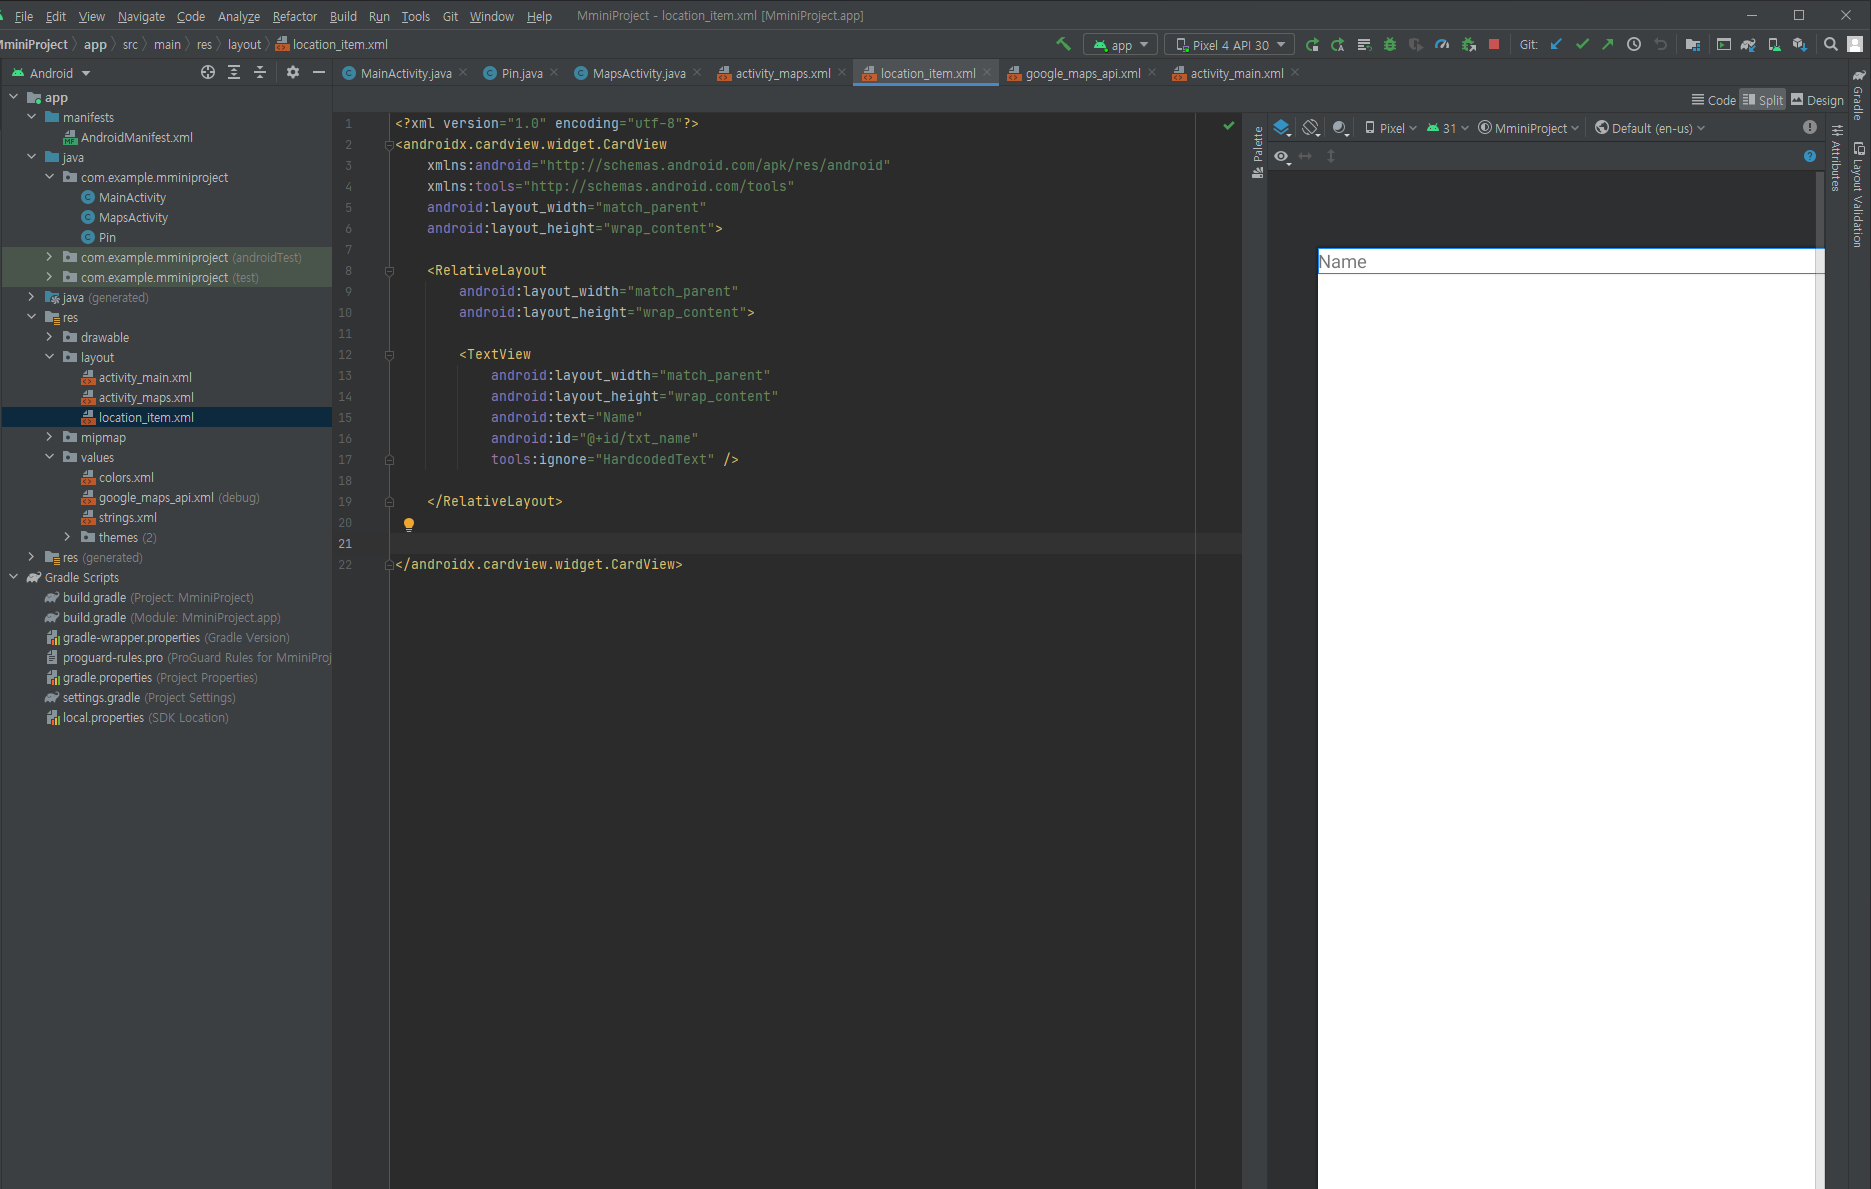 File Edit View Navigate Code Analyze Refactor Build Run Tools Git Window Help MminiProject - location_item.xml [MminiProject.app]
MminiProject app src main res layout location_item.xml app Pixel 4 API 30 Git:
Android MainActivity.java Pin.java MapsActivity.java activity_maps.xml location_item.xml google_maps_api.xml activity_main.xml
Code Split Design
app
manifests
AndroidManifest.xml
java
com.example.mminiproject
MainActivity
MapsActivity
Pin
com.example.mminiproject (androidTest)
com.example.mminiproject (test)
java (generated)
res
drawable
layout
activity_main.xml
activity_maps.xml
location_item.xml
mipmap
values
colors.xml
google_maps_api.xml (debug)
strings.xml
themes (2)
res (generated)
Gradle Scripts
build.gradle (Project: MminiProject)
build.gradle (Module: MminiProject.app)
gradle-wrapper.properties (Gradle Version)
proguard-rules.pro (ProGuard Rules for MminiProj
gradle.properties (Project Properties)
settings.gradle (Project Settings)
local.properties (SDK Location)
1 <?xml version="1.0" encoding="utf-8"?>
2 <androidx.cardview.widget.CardView
3 xmlns:android="http://schemas.android.com/apk/res/android"
4 xmlns:tools="http://schemas.android.com/tools"
5 android:layout_width="match_parent"
6 android:layout_height="wrap_content">
7
8 <RelativeLayout
9 android:layout_width="match_parent"
10 android:layout_height="wrap_content">
11
12 <TextView
13 android:layout_width="match_parent"
14 android:layout_height="wrap_content"
15 android:text="Name"
16 android:id="@+id/txt_name"
17 tools:ignore="HardcodedText" />
18
19 </RelativeLayout>
20
21
22 </androidx.cardview.widget.CardView>
Palette
Pixel 31 MminiProject Default (en-us)
Name
Attributes
Gradle
Layout Validation